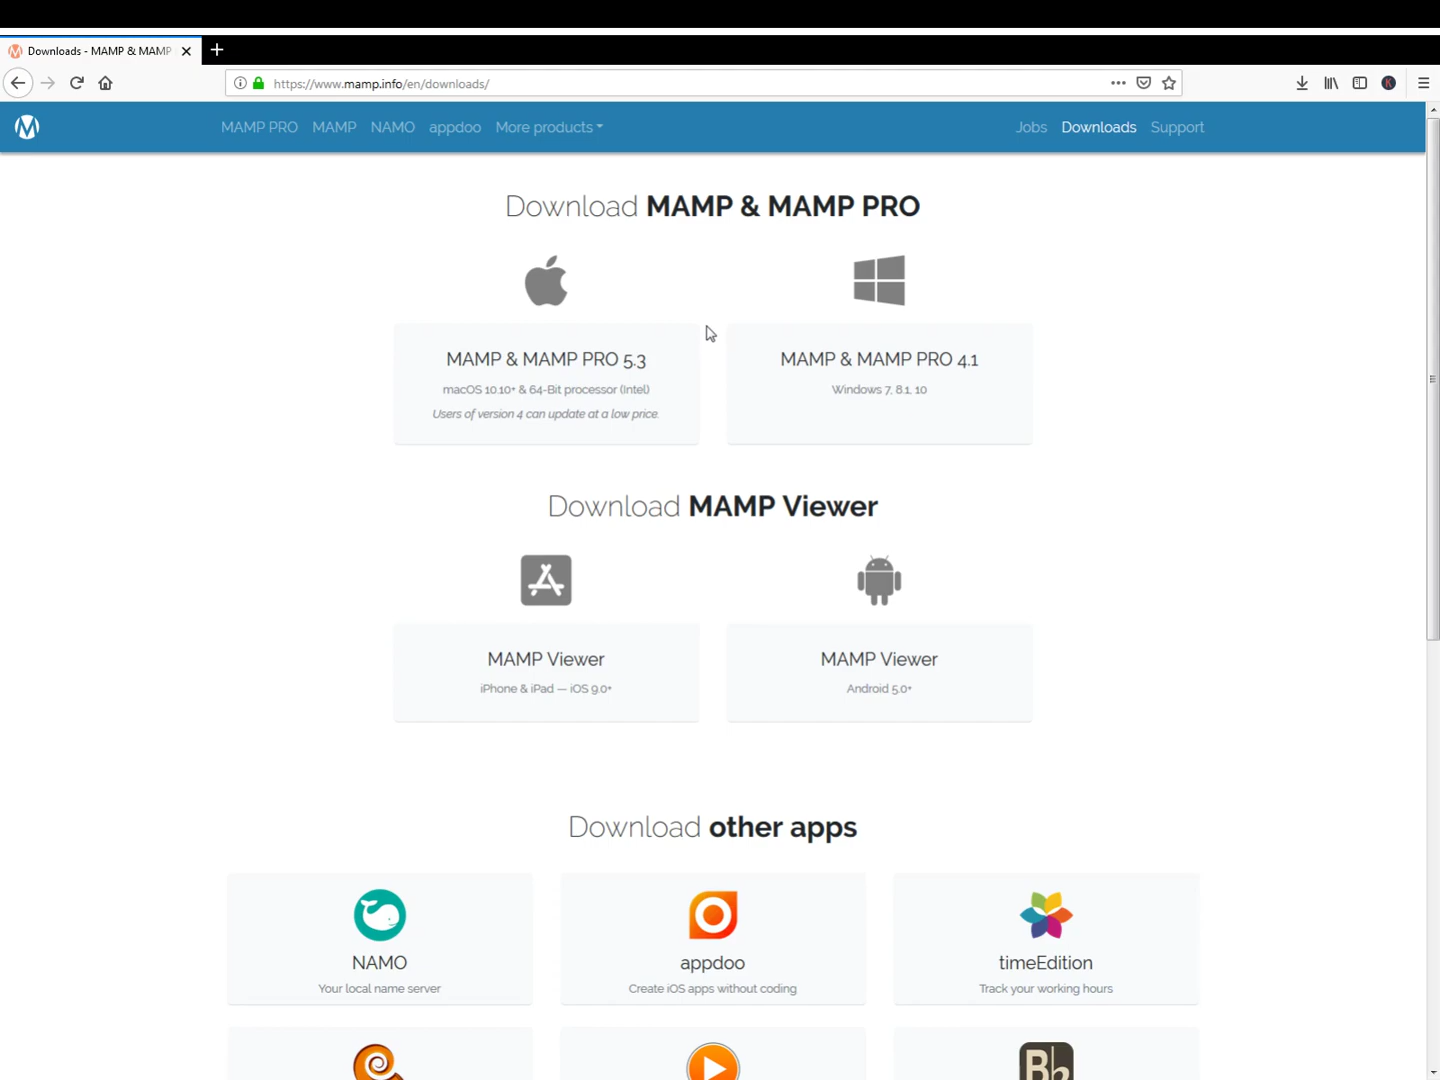 Downloads - MAMP & MAMP
https://www.mamp.info/en/downloads/
MAMP PRO MAMP NAMO appdoo More products Jobs Downloads Support
Download MAMP & MAMP PRO
MAMP & MAMP PRO 5.3
macOS 10.10+ & 64-Bit processor (Intel)
Users of version 4 can update at a low price.
MAMP & MAMP PRO 4.1
Windows 7, 8.1, 10
Download MAMP Viewer
MAMP Viewer
iPhone & iPad — iOS 9.0+
MAMP Viewer
Android 5.0+
Download other apps
NAMO
Your local name server
appdoo
Create iOS apps without coding
timeEdition
Track your working hours
Bb